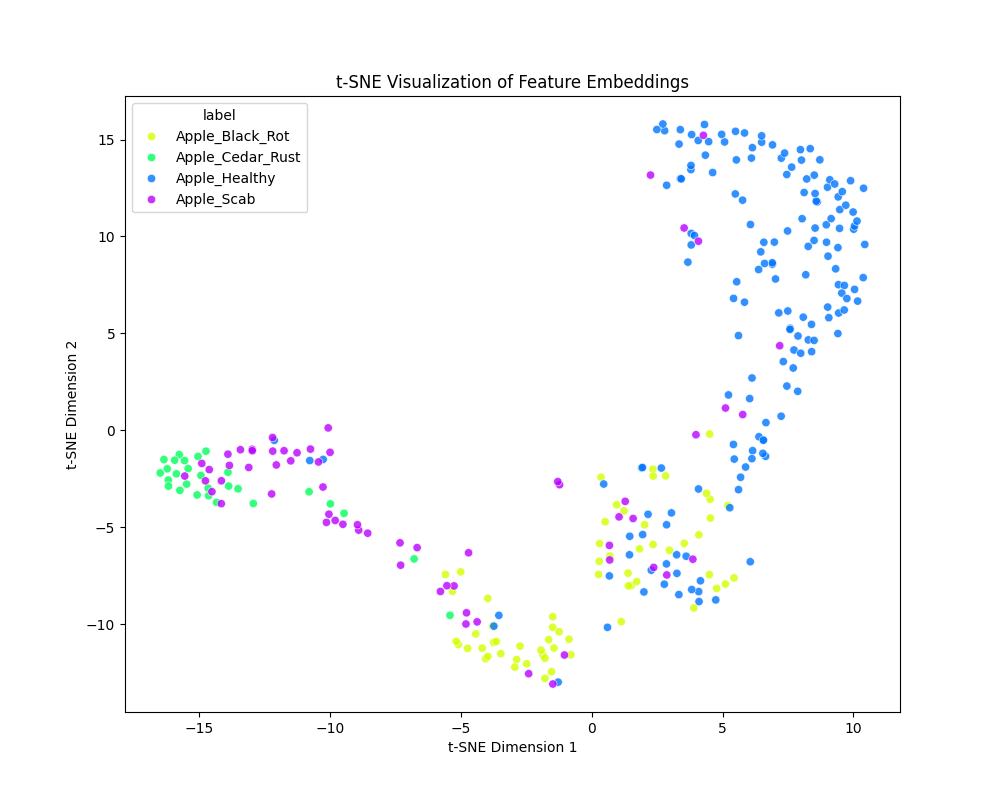 t-SNE Visualization of Feature Embeddings
label
Apple_Black_Rot
Apple_Cedar_Rust
Apple_Healthy
Apple_Scab
15
10
5
0
−5
−10
t-SNE Dimension 2
−15 −10 −5 0 5 10
t-SNE Dimension 1